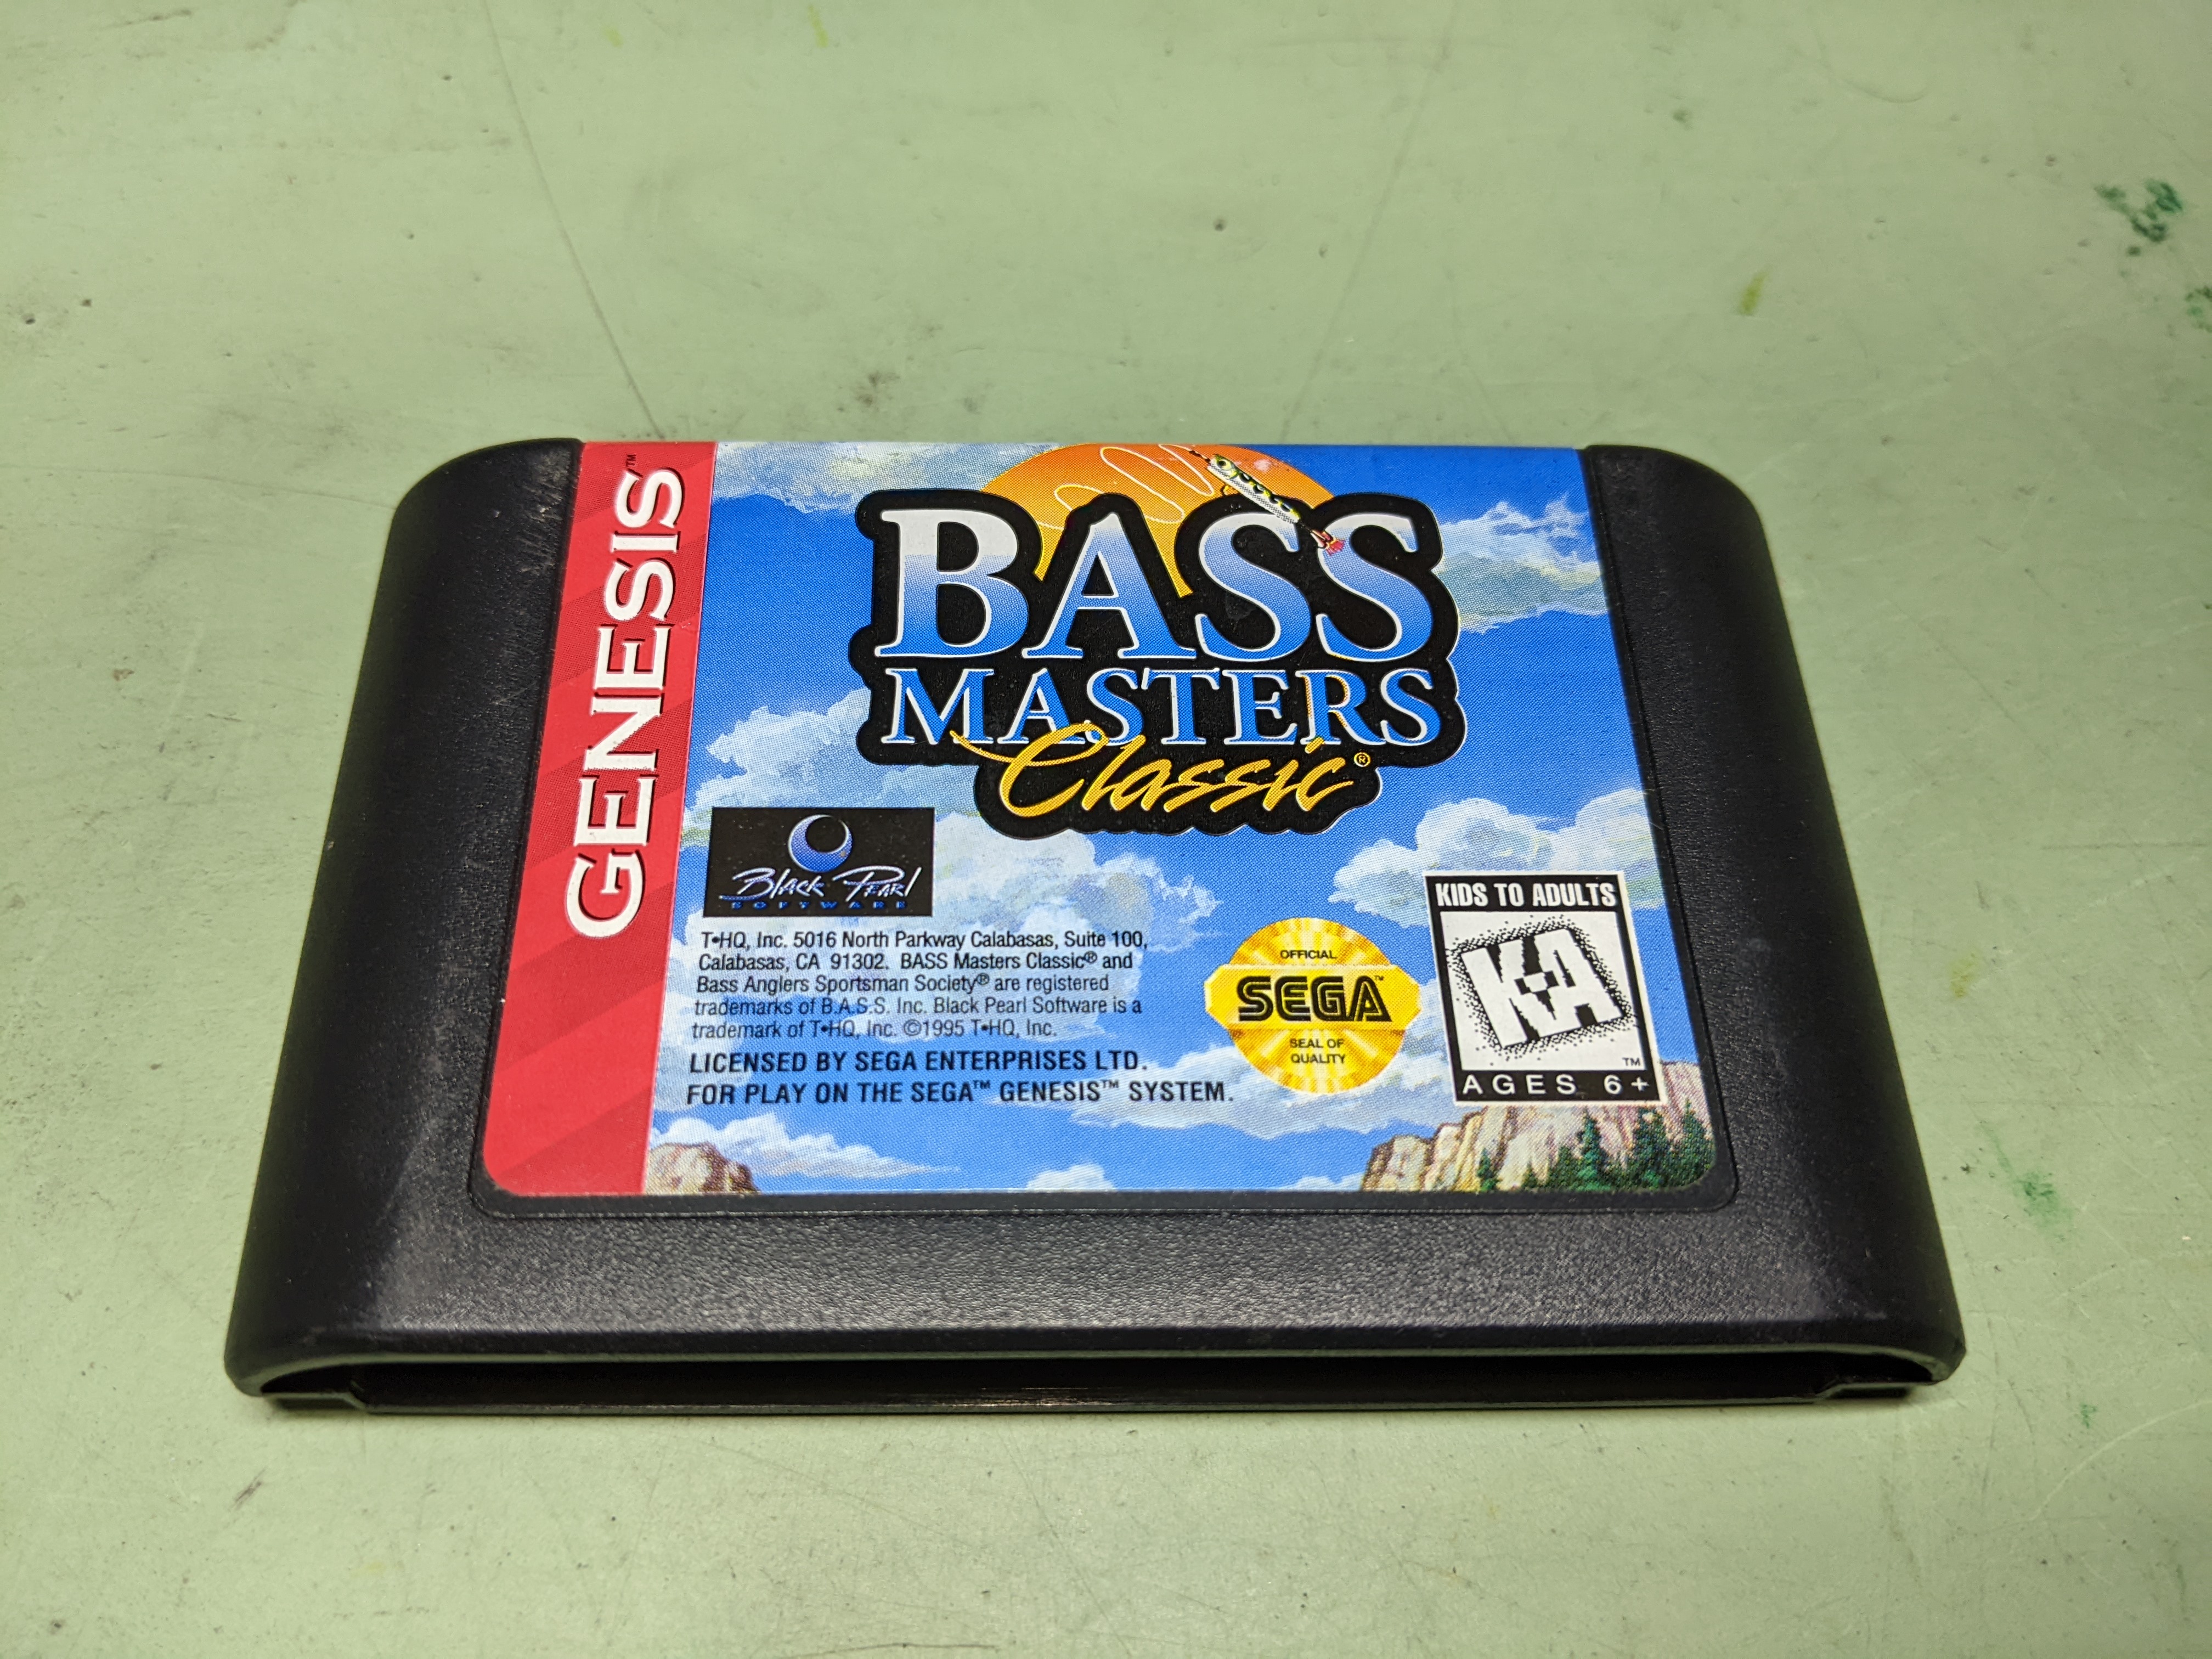 GENESIS™
BASS
MASTERS
Classic®
Black Pearl
SOFTWARE
T•HQ, Inc. 5016 North Parkway Calabasas, Suite 100,
Calabasas, CA 91302. BASS Masters Classic® and
Bass Anglers Sportsman Society® are registered
trademarks of B.A.S.S. Inc. Black Pearl Software is a
trademark of T•HQ, Inc. ©1995 T•HQ, Inc.
LICENSED BY SEGA ENTERPRISES LTD.
FOR PLAY ON THE SEGA™ GENESIS™ SYSTEM.
OFFICIAL
SEGA™
SEAL OF
QUALITY
KIDS TO ADULTS
K-A
™
AGES 6+